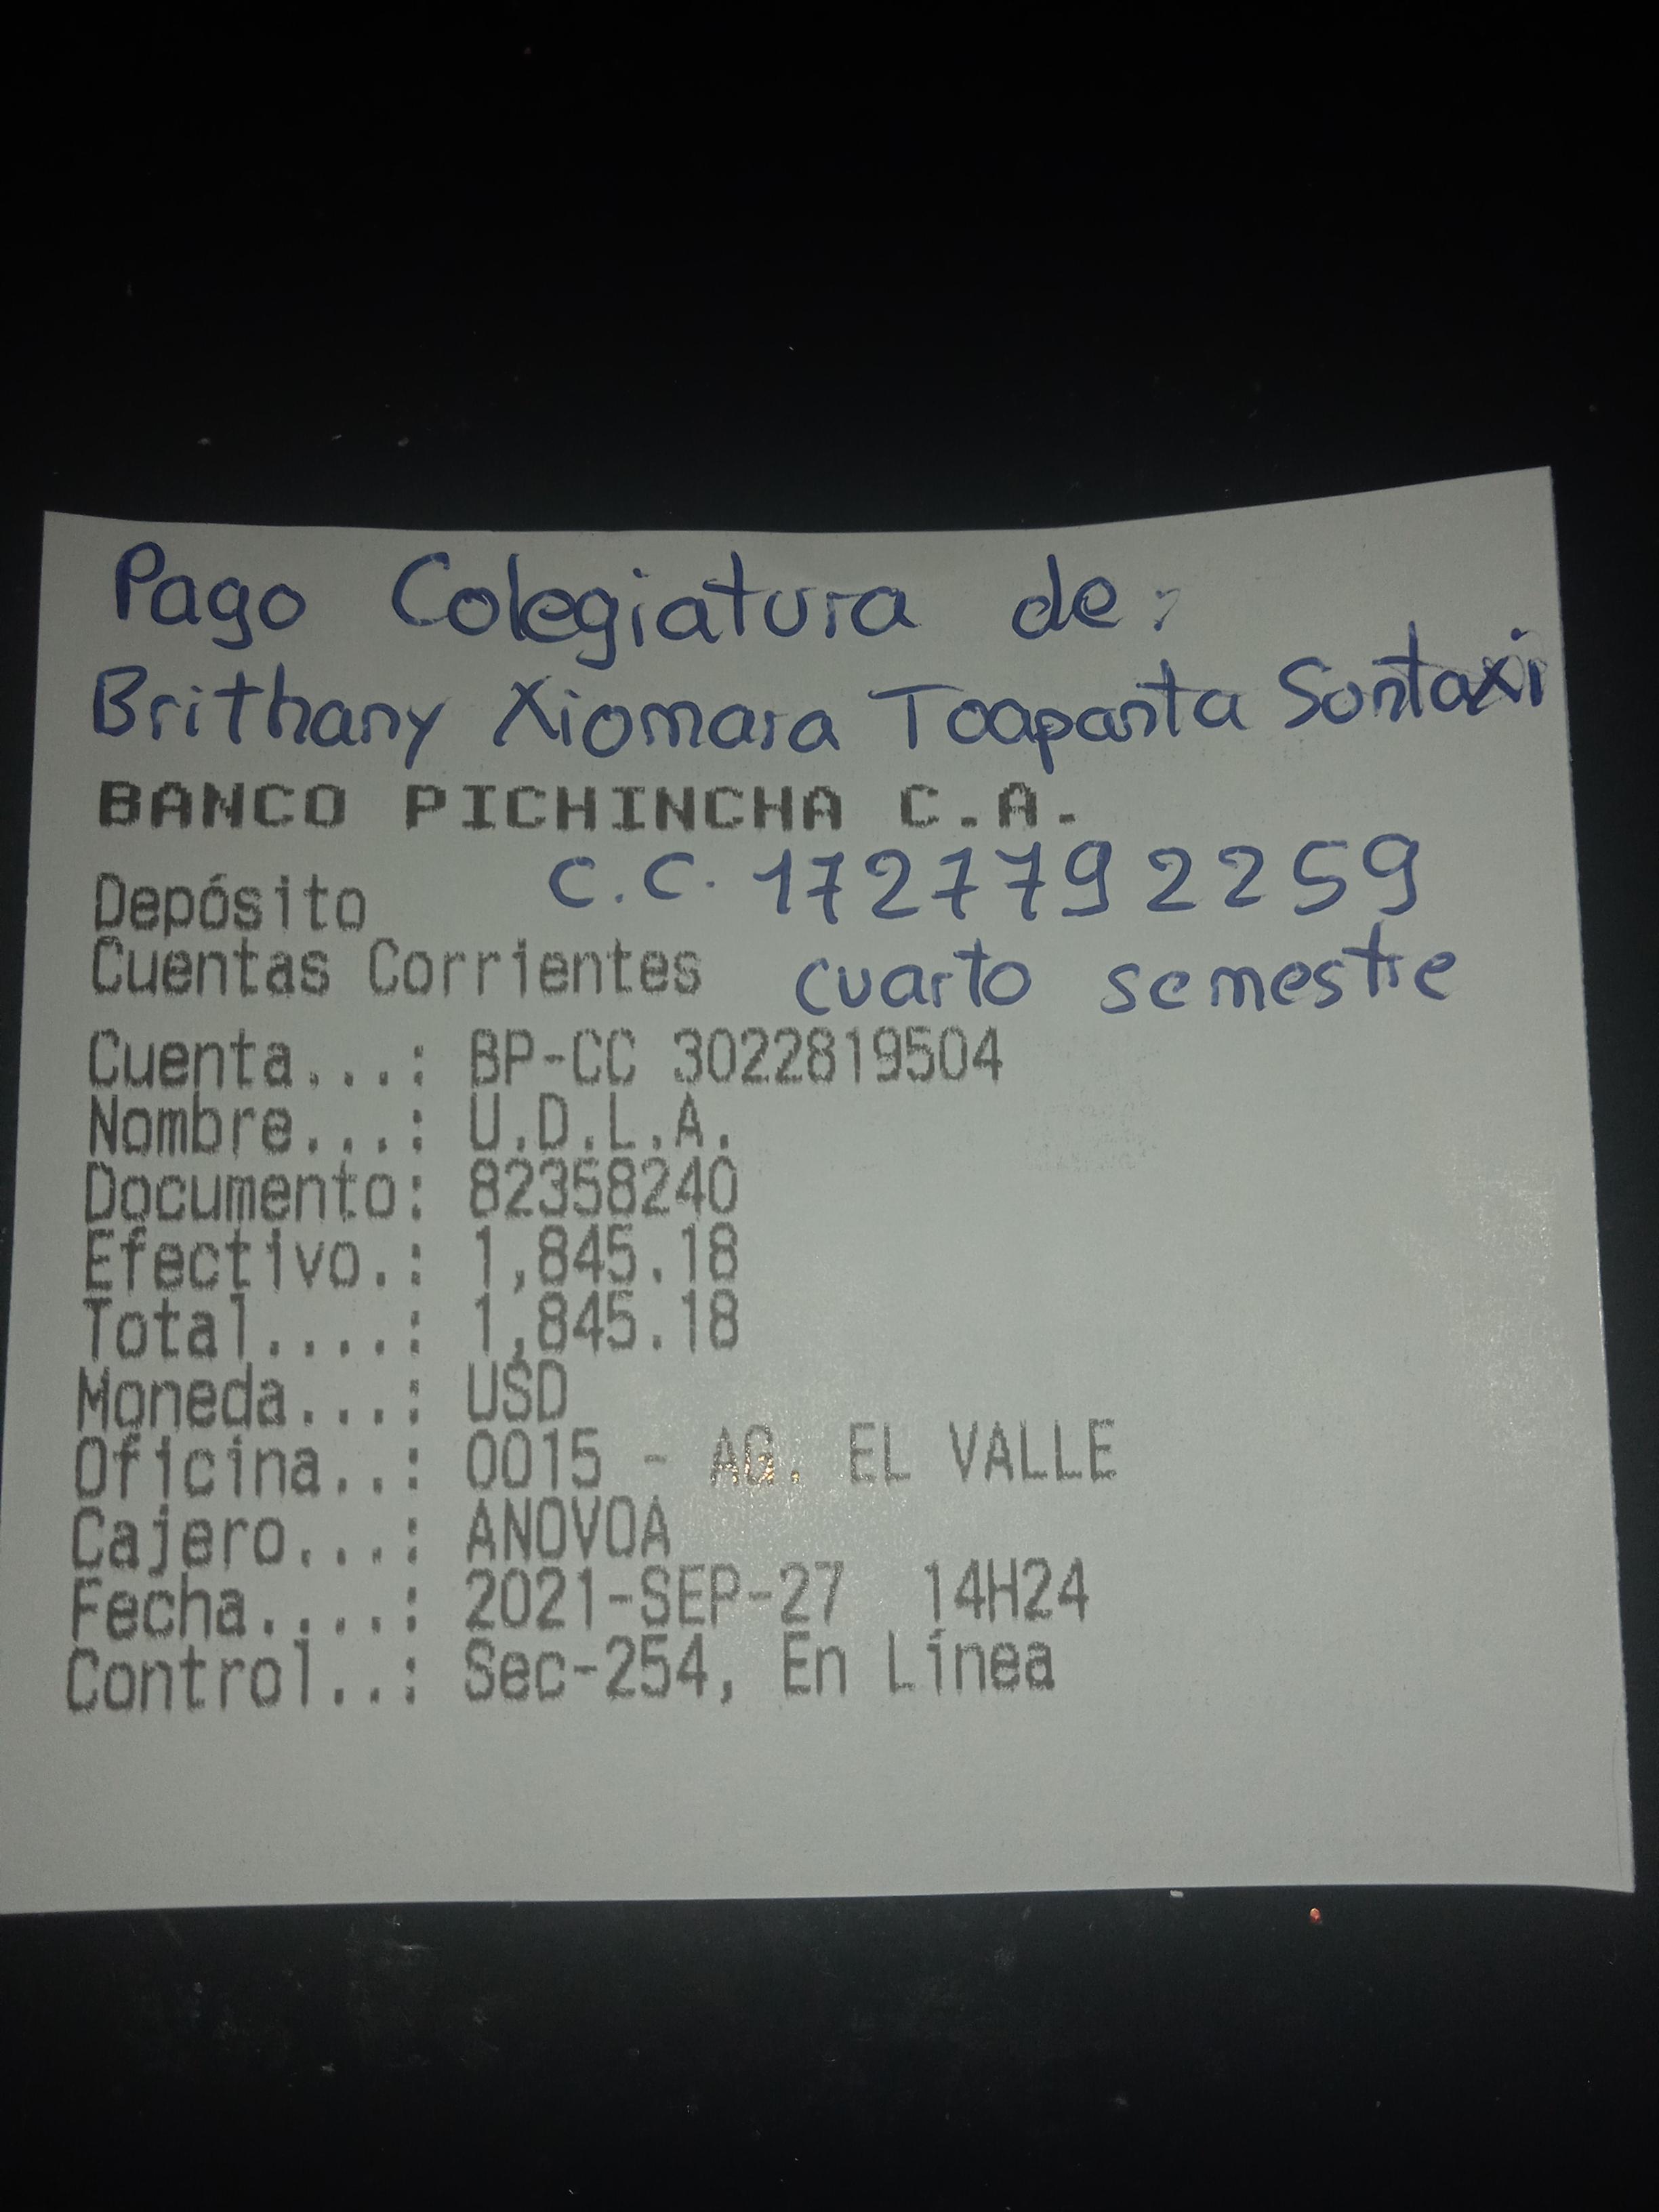 Pago Colegiatura de:
Brithany Xiomara Toapanta Santaxi
BANCO PICHINCHA C.A.
C.C. 1727792259
Depósito
Cuentas Corrientes cuarto semestre
Cuenta...: BP-CC 3022819504
Nombre...: U.D.L.A.
Documento: 82358240
Efectivo.: 1,845.18
Total....: 1,845.18
Moneda...: USD
Oficina..: 0015 - AG. EL VALLE
Cajero...: ANOVOA
Fecha....: 2021-SEP-27 14H24
Control..: Sec-254, En Línea